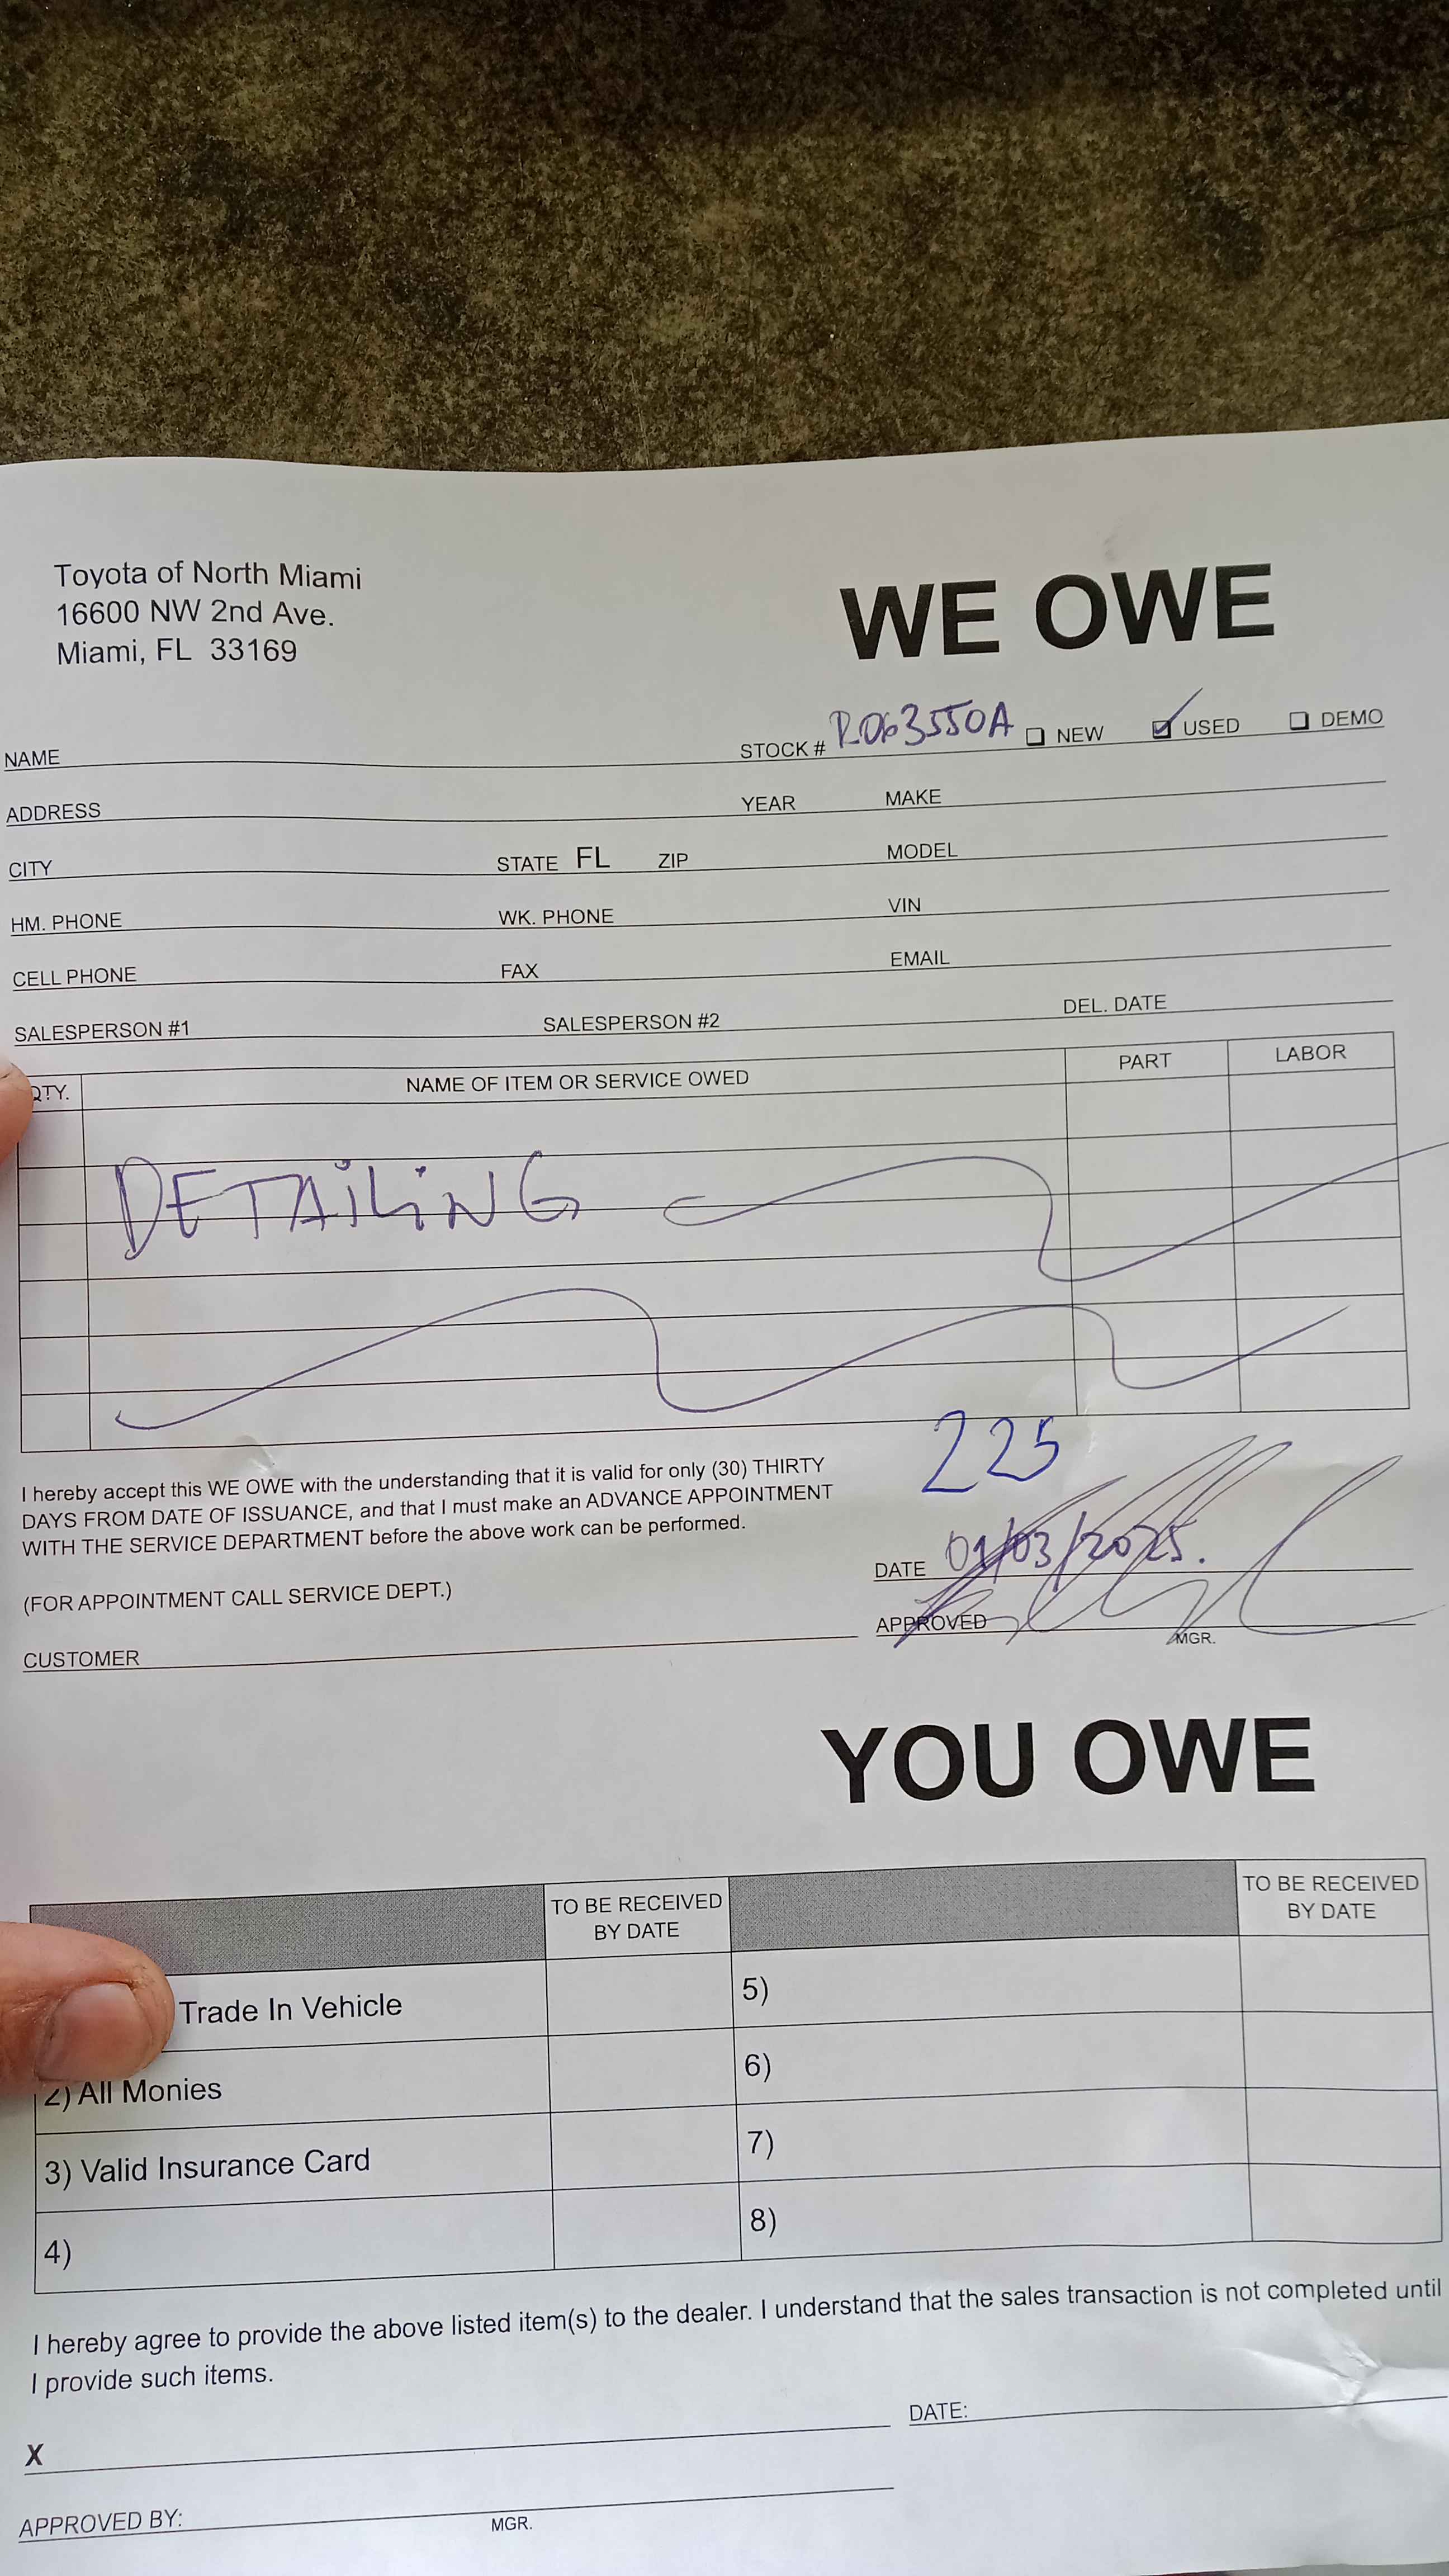 Toyota of North Miami
16600 NW 2nd Ave.
Miami, FL 33169
WE OWE
NAME STOCK # R063550A NEW USED DEMO
ADDRESS YEAR MAKE
CITY STATE FL ZIP MODEL
HM. PHONE WK. PHONE VIN
CELL PHONE FAX EMAIL
SALESPERSON #1 SALESPERSON #2 DEL. DATE
QTY. NAME OF ITEM OR SERVICE OWED PART LABOR
DETAILING
225
I hereby accept this WE OWE with the understanding that it is valid for only (30) THIRTY
DAYS FROM DATE OF ISSUANCE, and that I must make an ADVANCE APPOINTMENT
WITH THE SERVICE DEPARTMENT before the above work can be performed.
DATE 01/03/2025.
(FOR APPOINTMENT CALL SERVICE DEPT.)
APPROVED MGR.
CUSTOMER
YOU OWE
TO BE RECEIVED BY DATE TO BE RECEIVED BY DATE
Trade In Vehicle 5)
2) All Monies 6)
3) Valid Insurance Card 7)
4) 8)
I hereby agree to provide the above listed item(s) to the dealer. I understand that the sales transaction is not completed until
I provide such items.
X DATE:
APPROVED BY: MGR.